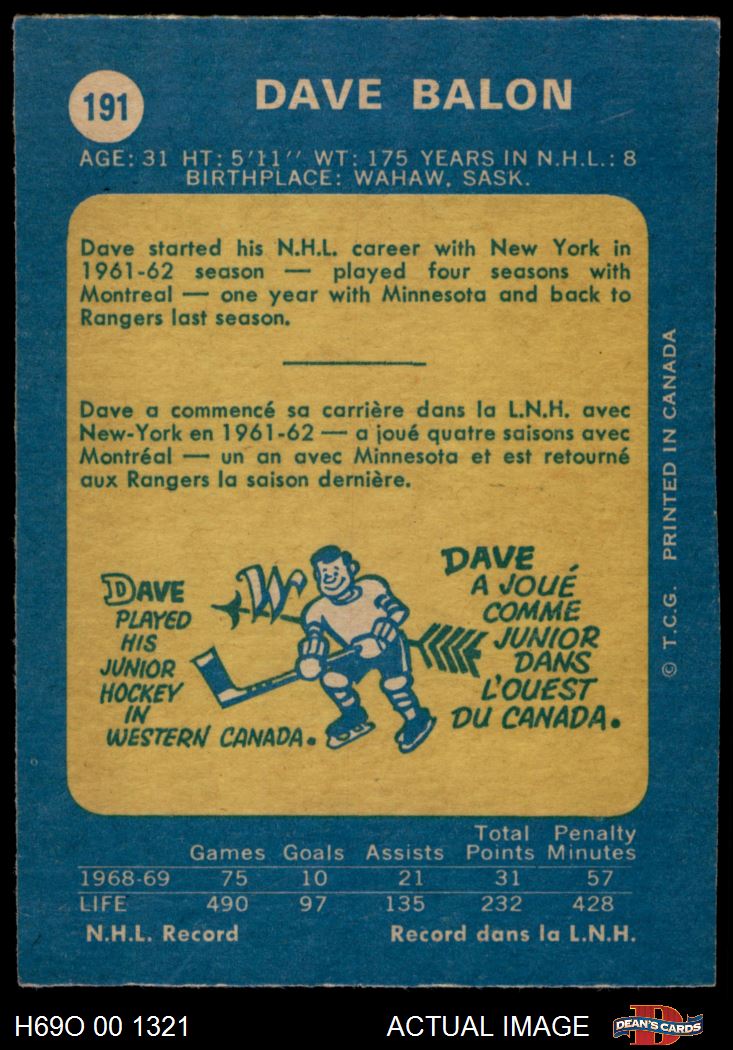 191
DAVE BALON
AGE: 31 HT: 5'11'' WT: 175 YEARS IN N.H.L.: 8
BIRTHPLACE: WAHAW, SASK.
Dave started his N.H.L. career with New York in
1961-62 season — played four seasons with
Montreal — one year with Minnesota and back to
Rangers last season.
Dave a commencé sa carrière dans la L.N.H. avec
New-York en 1961-62 — a joué quatre saisons avec
Montréal — un an avec Minnesota et est retourné
aux Rangers la saison dernière.
DAVE
PLAYED
HIS
JUNIOR
HOCKEY
IN
WESTERN CANADA.
W
DAVE
A JOUÉ
COMME
JUNIOR
DANS
L'OUEST
DU CANADA.
© T.C.G. PRINTED IN CANADA
Total Penalty
Games Goals Assists Points Minutes
1968-69 75 10 21 31 57
LIFE 490 97 135 232 428
N.H.L. Record Record dans la L.N.H.
H69O 00 1321 ACTUAL IMAGE D DEAN'S CARDS